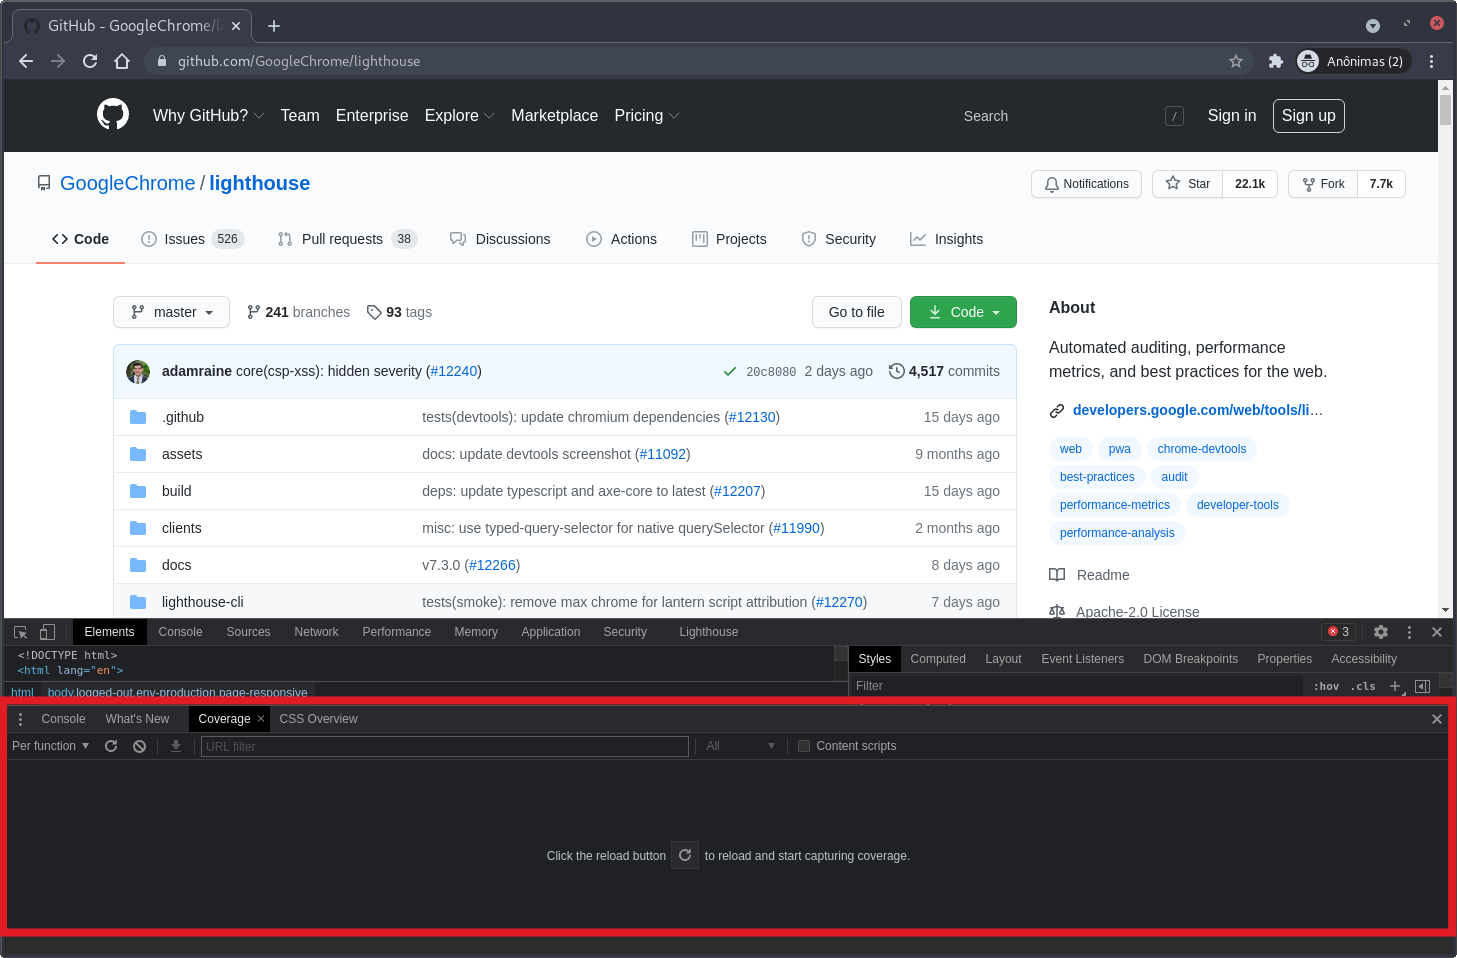 GitHub - GoogleChrome/li
github.com/GoogleChrome/lighthouse
Anônimas (2)
Why GitHub? Team Enterprise Explore Marketplace Pricing Search / Sign in Sign up
GoogleChrome / lighthouse
Notifications Star 22.1k Fork 7.7k
Code Issues 526 Pull requests 38 Discussions Actions Projects Security Insights
master 241 branches 93 tags Go to file Code
adamraine core(csp-xss): hidden severity (#12240) 20c8080 2 days ago 4,517 commits
.github tests(devtools): update chromium dependencies (#12130) 15 days ago
assets docs: update devtools screenshot (#11092) 9 months ago
build deps: update typescript and axe-core to latest (#12207) 15 days ago
clients misc: use typed-query-selector for native querySelector (#11990) 2 months ago
docs v7.3.0 (#12266) 8 days ago
lighthouse-cli tests(smoke): remove max chrome for lantern script attribution (#12270) 7 days ago
About
Automated auditing, performance
metrics, and best practices for the web.
developers.google.com/web/tools/li…
web pwa chrome-devtools
best-practices audit
performance-metrics developer-tools
performance-analysis
Readme
Apache-2.0 License
Elements Console Sources Network Performance Memory Application Security Lighthouse 3
<!DOCTYPE html>
<html lang="en">
html body.logged-out.env-production.page-responsive
Styles Computed Layout Event Listeners DOM Breakpoints Properties Accessibility
Filter :hov .cls
Console What's New Coverage CSS Overview
Per function URL filter All Content scripts
Click the reload button to reload and start capturing coverage.